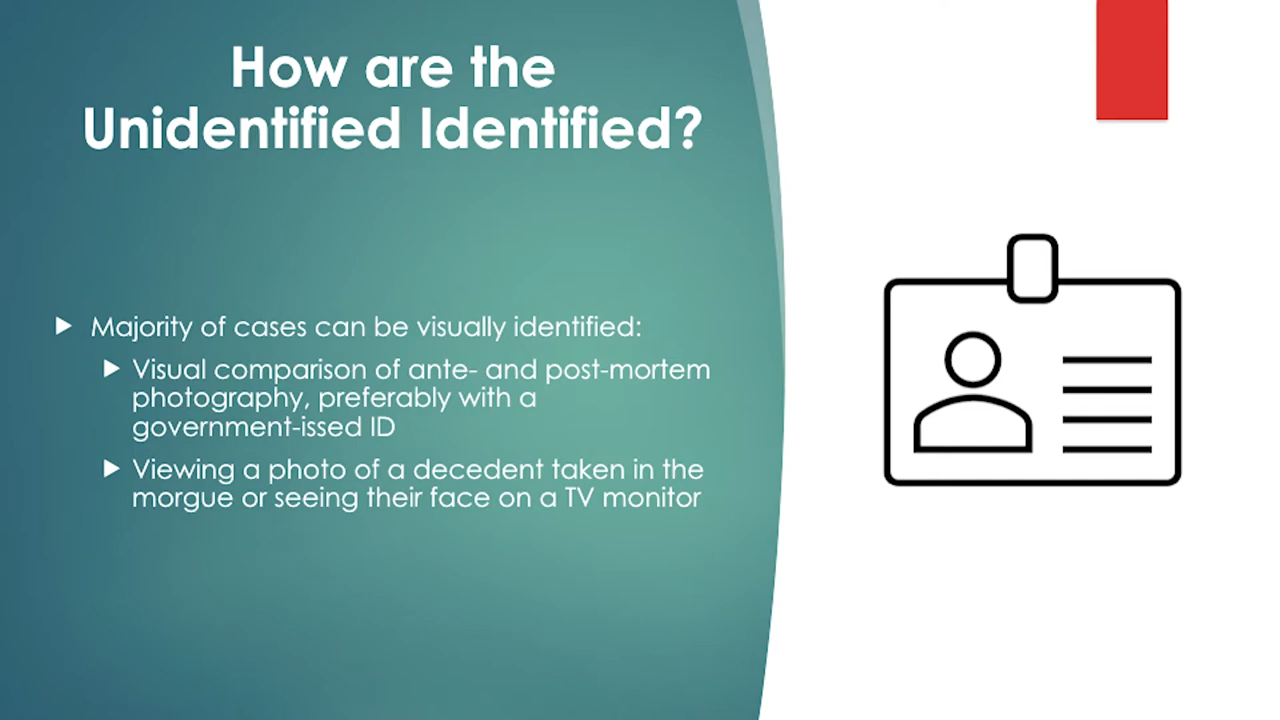 How are the
Unidentified Identified?
Majority of cases can be visually identified:
Visual comparison of ante- and post-mortem
photography, preferably with a
government-issed ID
Viewing a photo of a decedent taken in the
morgue or seeing their face on a TV monitor